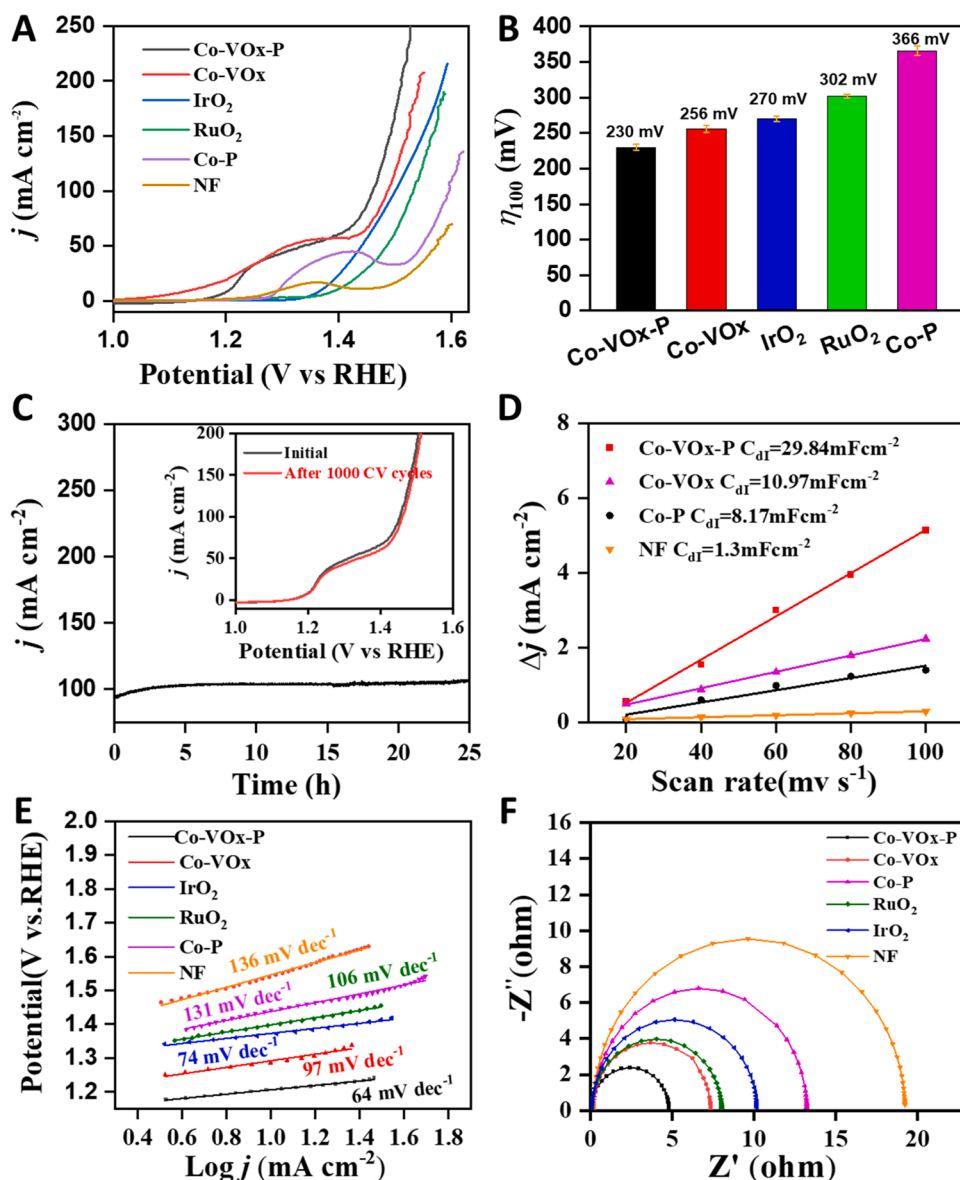 A
Co-VOx-P
Co-VOx
IrO2
RuO2
Co-P
NF
250
200
150
100
50
0
1.0
1.2
1.4
1.6
j (mA cm-2)
Potential (V vs RHE)
B
400
350
300
250
200
150
100
50
0
η100 (mV)
230 mV
256 mV
270 mV
302 mV
366 mV
Co-VOx-P
Co-VOx
IrO2
RuO2
Co-P
C
300
250
200
150
100
j (mA cm-2)
0
5
10
15
20
25
Time (h)
Initial
After 1000 CV cycles
200
150
100
50
0
j (mA cm-2)
1.0
1.2
1.4
1.6
Potential (V vs RHE)
D
8
6
4
2
0
Δj (mA cm-2)
Co-VOx-P CdI=29.84mFcm-2
Co-VOx CdI=10.97mFcm-2
Co-P CdI=8.17mFcm-2
NF CdI=1.3mFcm-2
20
40
60
80
100
Scan rate(mv s-1)
E
2.0
1.9
1.8
1.7
1.6
1.5
1.4
1.3
1.2
Potential(V vs.RHE)
Co-VOx-P
Co-VOx
IrO2
RuO2
Co-P
NF
136 mV dec-1
106 mV dec-1
131 mV dec-1
74 mV dec-1
97 mV dec-1
64 mV dec-1
0.4
0.6
0.8
1.0
1.2
1.4
1.6
1.8
Log j (mA cm-2)
F
16
14
12
10
8
6
4
2
0
-Z'' (ohm)
Co-VOx-P
Co-VOx
Co-P
RuO2
IrO2
NF
0
5
10
15
20
Z' (ohm)